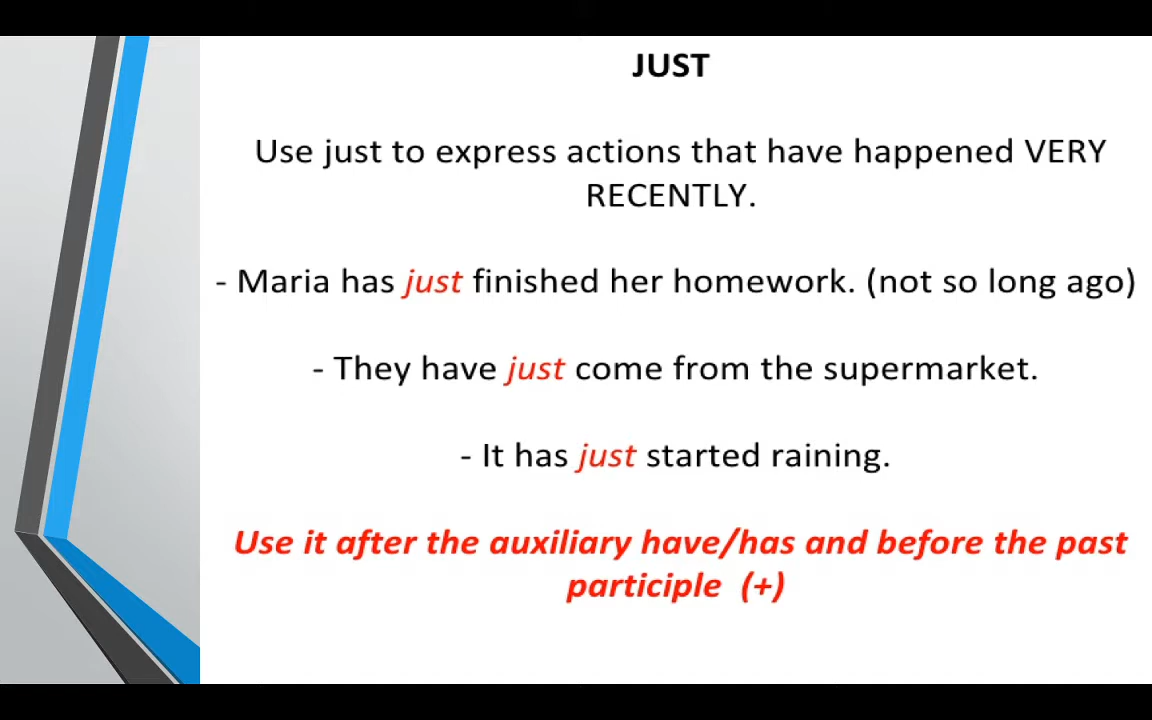 JUST
Use just to express actions that have happened VERY
RECENTLY.
- Maria has just finished her homework. (not so long ago)
- They have just come from the supermarket.
- It has just started raining.
Use it after the auxiliary have/has and before the past
participle (+)